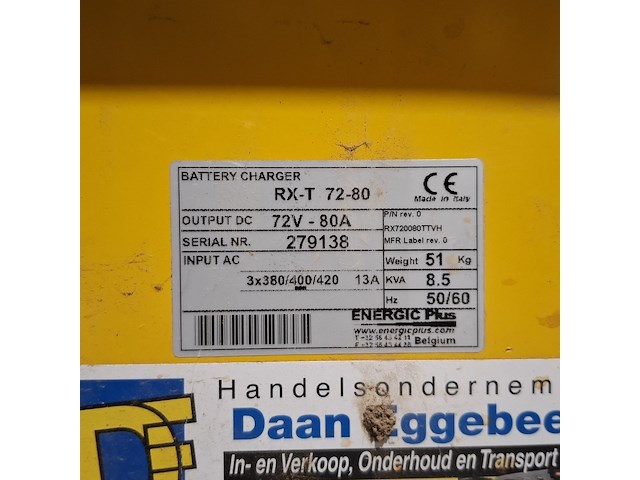 BATTERY CHARGER
RX-T 72-80
CE
Made in Italy
OUTPUT DC 72V - 80A
P/N rev. 0
RX720080TTVH
SERIAL NR. 279138
MFR Label rev. 0
INPUT AC
Weight 51 Kg
3x380/400/420 13A
KVA 8.5
Hz 50/60
ENERGIC Plus
www.energicplus.com
Belgium
Handelsondernem
Daan Eggebee
In- en Verkoop, Onderhoud en Transport